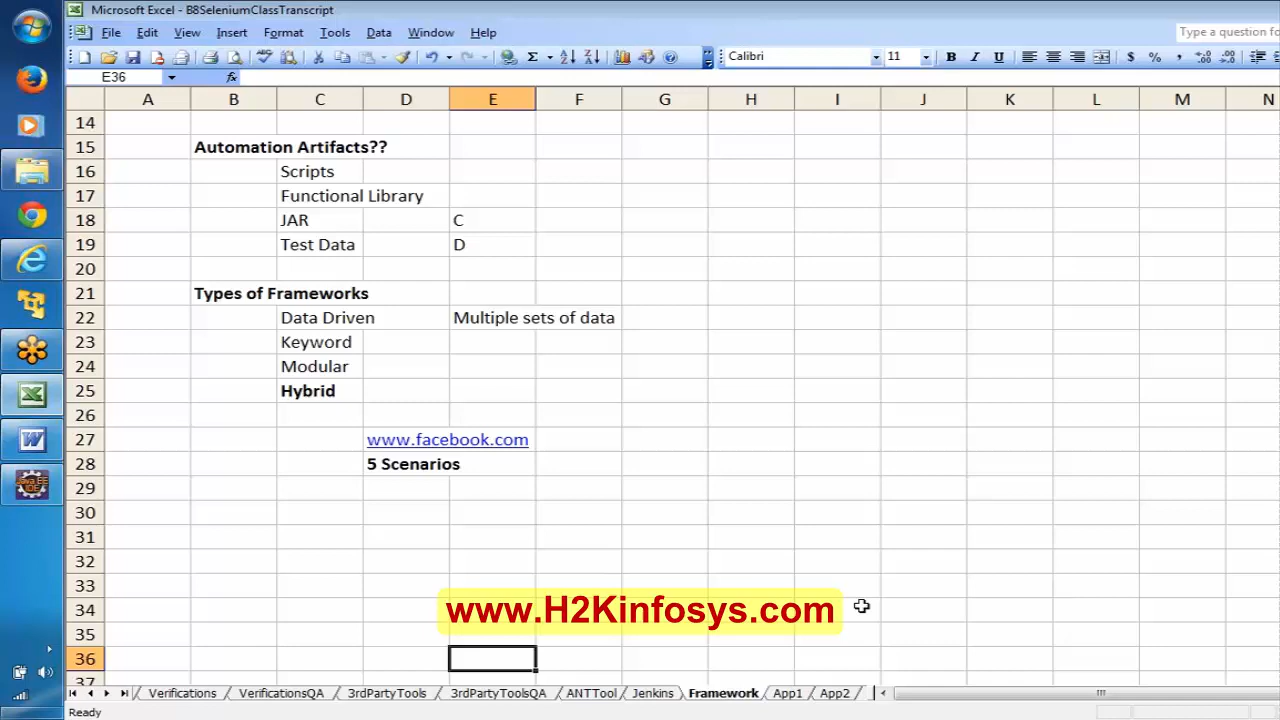 Microsoft Excel - B8SeleniumClassTranscript
File Edit View Insert Format Tools Data Window Help
Type a question fo
Calibri 11 B I U $ %
E36 fx
A B C D E F G H I J K L M N
14
15 Automation Artifacts??
16 Scripts
17 Functional Library
18 JAR C
19 Test Data D
20
21 Types of Frameworks
22 Data Driven Multiple sets of data
23 Keyword
24 Modular
25 Hybrid
26
27 www.facebook.com
28 5 Scenarios
29
30
31
32
33
34 www.H2Kinfosys.com
35
36
37
Verifications VerificationsQA 3rdPartyTools 3rdPartyToolsQA ANTTool Jenkins Framework App1 App2
Ready